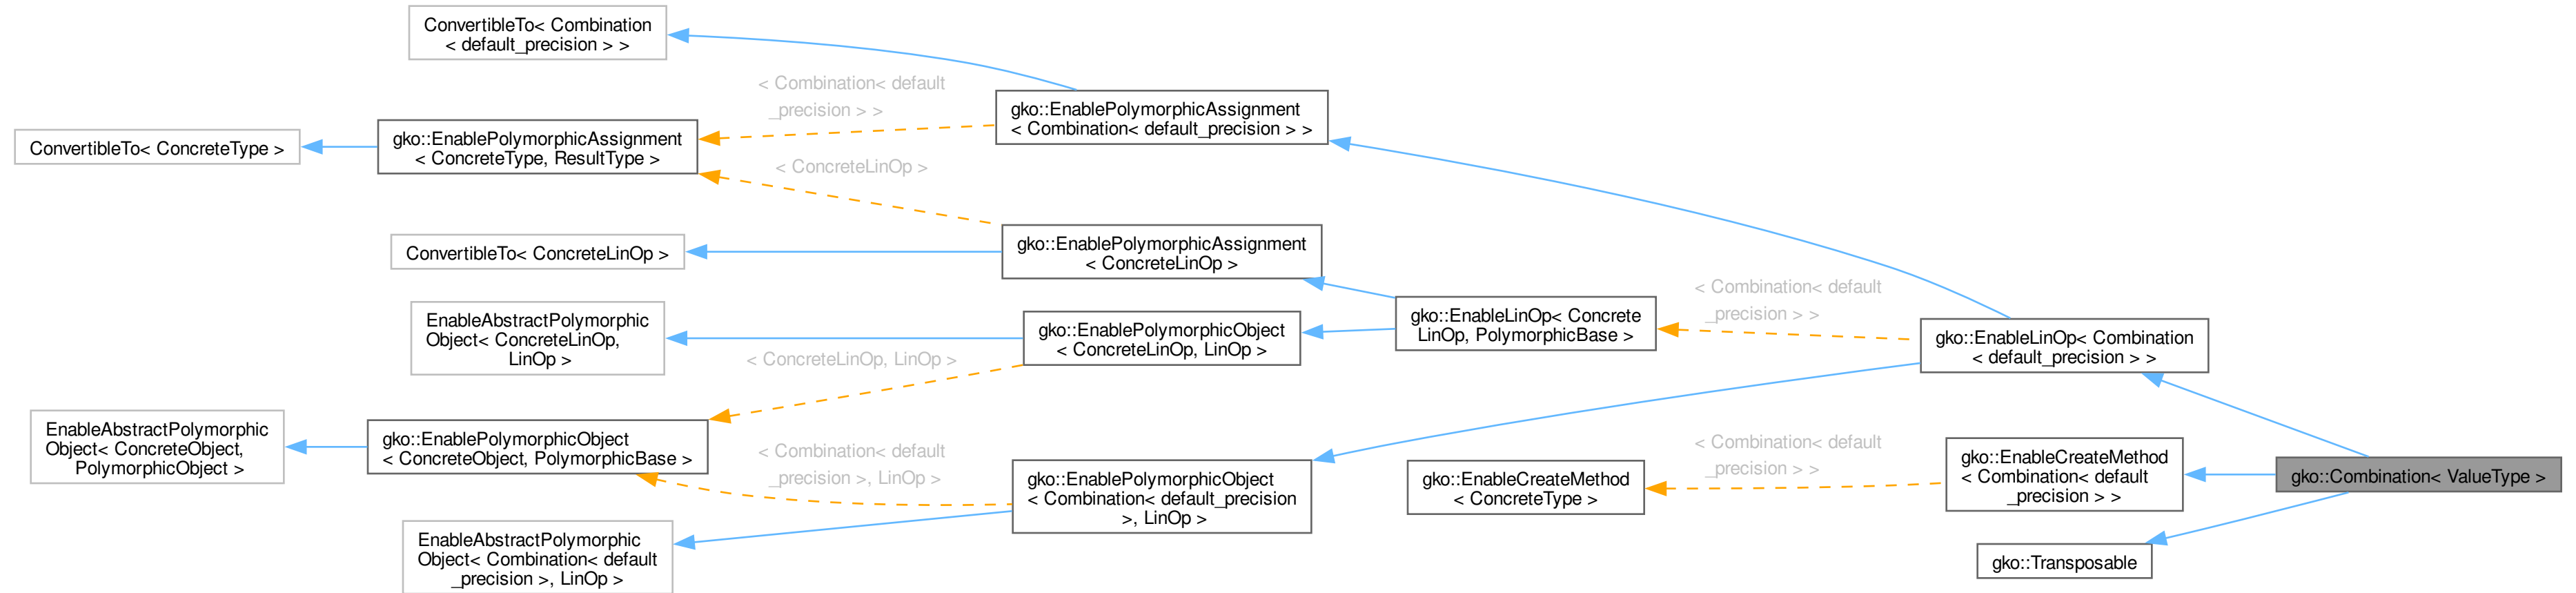 ConvertibleTo< Combination
< default_precision > >
< Combination< default
_precision > >
gko::EnablePolymorphicAssignment
< Combination< default_precision > >
gko::EnablePolymorphicAssignment
< ConcreteType, ResultType >
ConvertibleTo< ConcreteType >
< ConcreteLinOp >
gko::EnablePolymorphicAssignment
< ConcreteLinOp >
ConvertibleTo< ConcreteLinOp >
< Combination< default
_precision > >
EnableAbstractPolymorphic
Object< ConcreteLinOp,
LinOp >
gko::EnablePolymorphicObject
< ConcreteLinOp, LinOp >
gko::EnableLinOp< Concrete
LinOp, PolymorphicBase >
gko::EnableLinOp< Combination
< default_precision > >
< ConcreteLinOp, LinOp >
EnableAbstractPolymorphic
Object< ConcreteObject,
PolymorphicObject >
gko::EnablePolymorphicObject
< ConcreteObject, PolymorphicBase >
< Combination< default
_precision >, LinOp >
gko::EnablePolymorphicObject
< Combination< default_precision
>, LinOp >
gko::EnableCreateMethod
< ConcreteType >
< Combination< default
_precision > >
gko::EnableCreateMethod
< Combination< default
_precision > >
gko::Combination< ValueType >
EnableAbstractPolymorphic
Object< Combination< default
_precision >, LinOp >
gko::Transposable